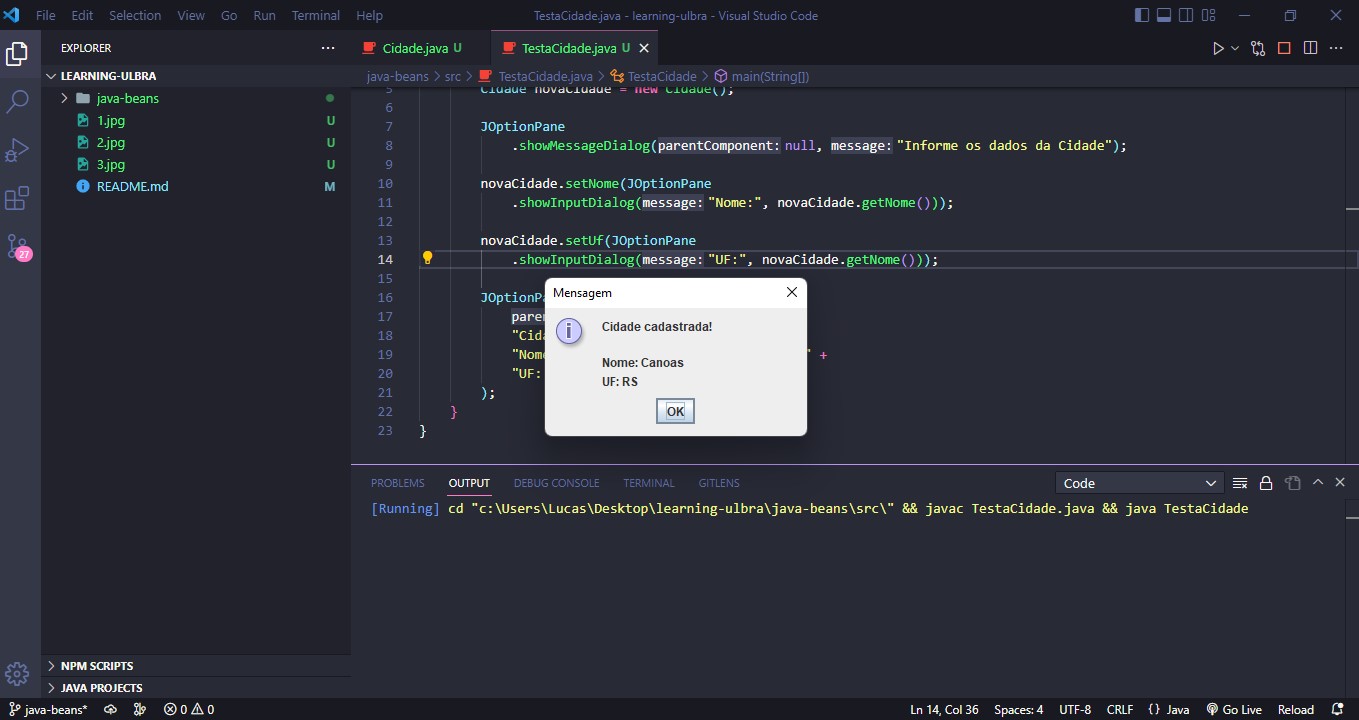 File Edit Selection View Go Run Terminal Help
TestaCidade.java - learning-ulbra - Visual Studio Code
EXPLORER
LEARNING-ULBRA
java-beans
1.jpg U
2.jpg U
3.jpg U
README.md M
NPM SCRIPTS
JAVA PROJECTS
27
Cidade.java U
TestaCidade.java U
java-beans > src > TestaCidade.java > TestaCidade > main(String[])
5 Cidade novaCidade = new Cidade();
6
7 JOptionPane
8 .showMessageDialog(parentComponent: null, message: "Informe os dados da Cidade");
9
10 novaCidade.setNome(JOptionPane
11 .showInputDialog(message: "Nome:", novaCidade.getNome()));
12
13 novaCidade.setUf(JOptionPane
14 .showInputDialog(message: "UF:", novaCidade.getNome()));
15
16 JOptionPa
17 paren
18 "Cida
19 "Nome " +
20 "UF:
21 );
22 }
23 }
Mensagem
Cidade cadastrada!
Nome: Canoas
UF: RS
OK
PROBLEMS OUTPUT DEBUG CONSOLE TERMINAL GITLENS
Code
[Running] cd "c:\Users\Lucas\Desktop\learning-ulbra\java-beans\src\" && javac TestaCidade.java && java TestaCidade
java-beans* 0 0
Ln 14, Col 36 Spaces: 4 UTF-8 CRLF {} Java Go Live Reload